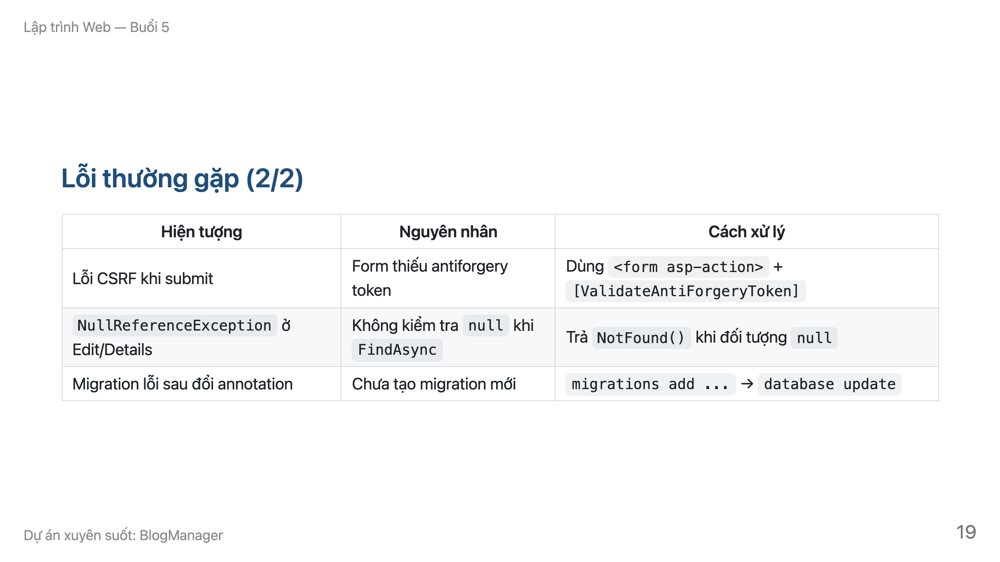 Lập trình Web — Buổi 5
Lỗi thường gặp (2/2)
Hiện tượng
Nguyên nhân
Cách xử lý
Lỗi CSRF khi submit
Form thiếu antiforgery
token
Dùng <form asp-action> +
[ValidateAntiForgeryToken]
NullReferenceException ở
Edit/Details
Không kiểm tra null khi
FindAsync
Trả NotFound() khi đối tượng null
Migration lỗi sau đổi annotation
Chưa tạo migration mới
migrations add ... → database update
Dự án xuyên suốt: BlogManager
19